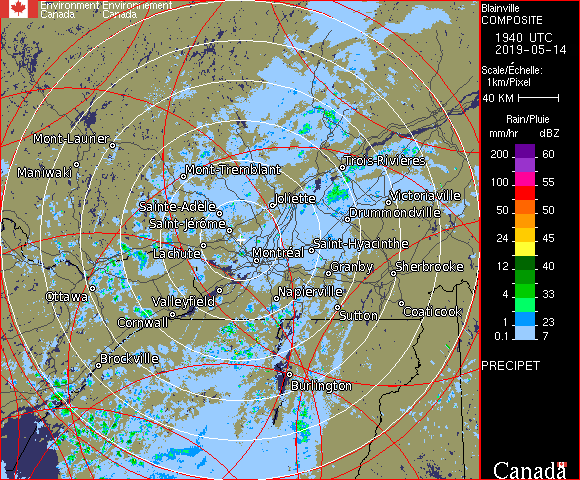 Environment Environnement
Canada Canada
Blainville
COMPOSITE
1940 UTC
2019-05-14
Scale/Échelle:
1km/Pixel
40 KM
Rain/Pluie
mm/hr dBZ
200 60
100 55
50 50
24 45
12 40
4 33
1 23
0.1 7
PRECIPET
Mont-Laurier
Maniwaki
Mont-Tremblant
Trois-Rivières
Joliette
Victoriaville
Sainte-Adèle
Drummondville
Saint-Jérôme
Lachute
Montréal
Saint-Hyacinthe
Granby
Sherbrooke
Ottawa
Valleyfield
Napierville
Cornwall
Sutton
Coaticook
Brockville
Burlington
Canada